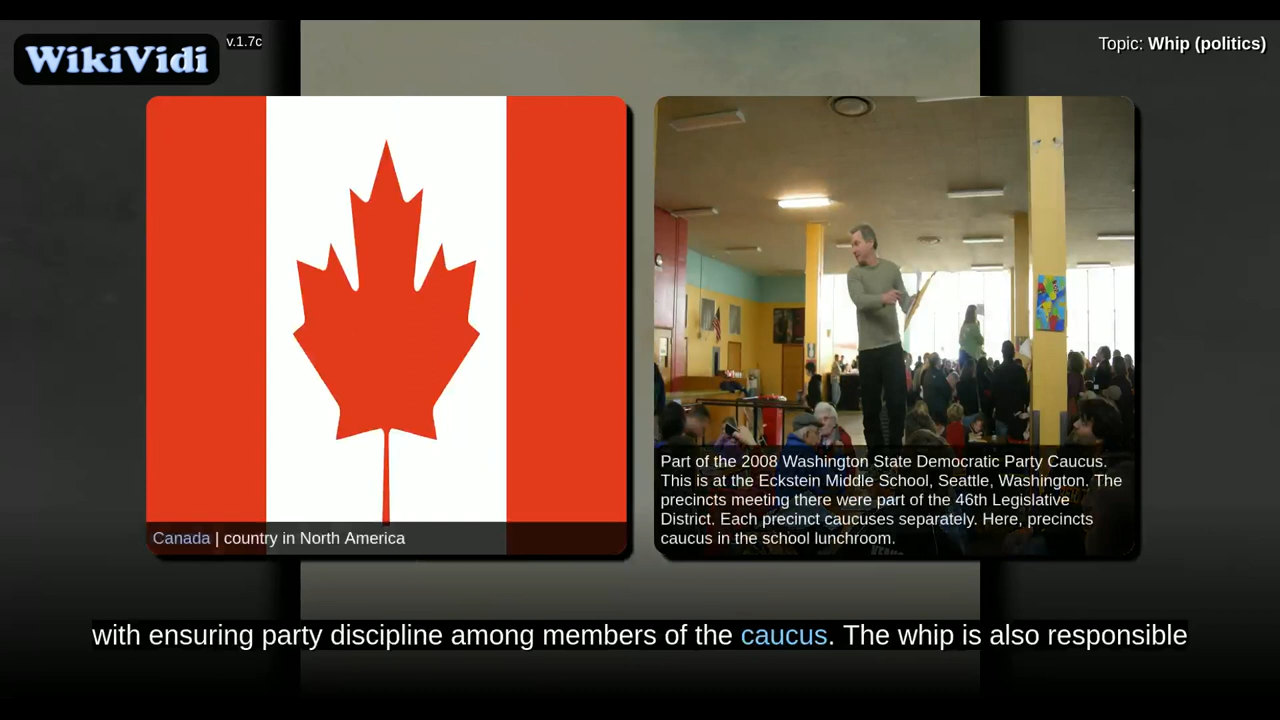 WikiVidi
v.1.7c
Topic: Whip (politics)
Canada | country in North America
Part of the 2008 Washington State Democratic Party Caucus.
This is at the Eckstein Middle School, Seattle, Washington. The
precincts meeting there were part of the 46th Legislative
District. Each precinct caucuses separately. Here, precincts
caucus in the school lunchroom.
with ensuring party discipline among members of the caucus. The whip is also responsible